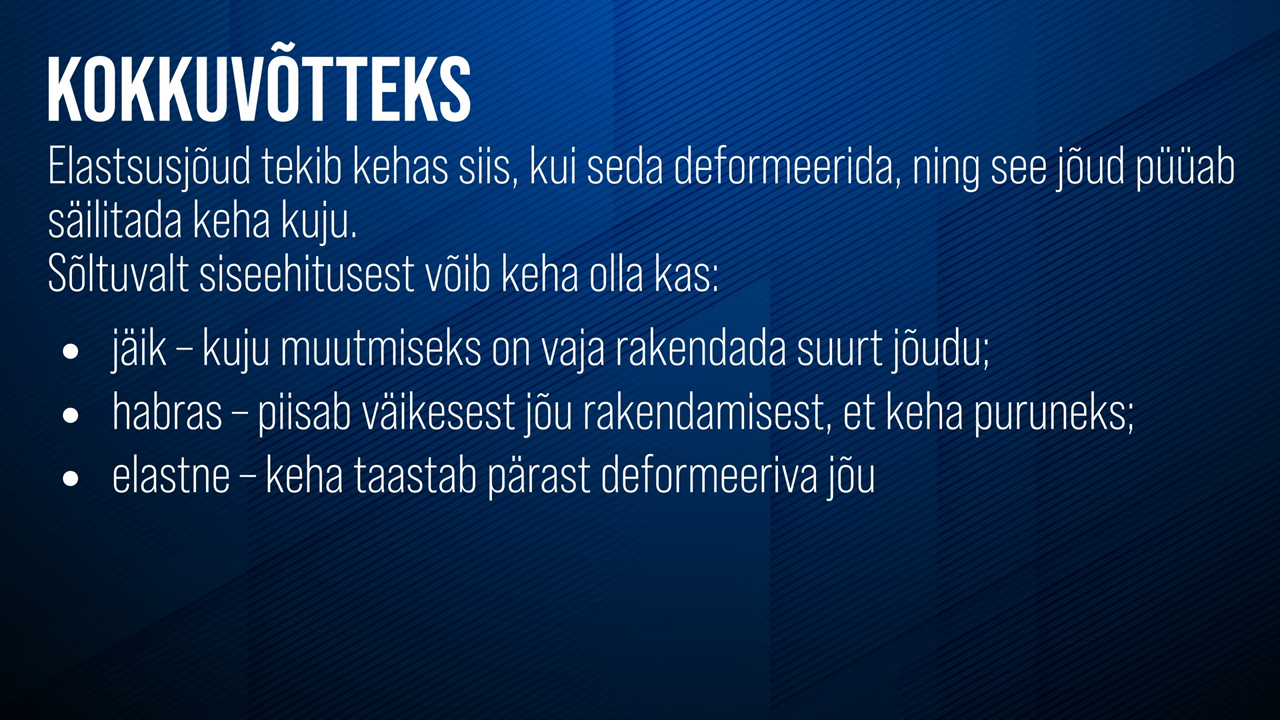 KOKKUVÕTTEKS
Elastsusjõud tekib kehas siis, kui seda deformeerida, ning see jõud püüab
säilitada keha kuju.
Sõltuvalt siseehitusest võib keha olla kas:
• jäik – kuju muutmiseks on vaja rakendada suurt jõudu;
• habras – piisab väikesest jõu rakendamisest, et keha puruneks;
• elastne – keha taastab pärast deformeeriva jõu